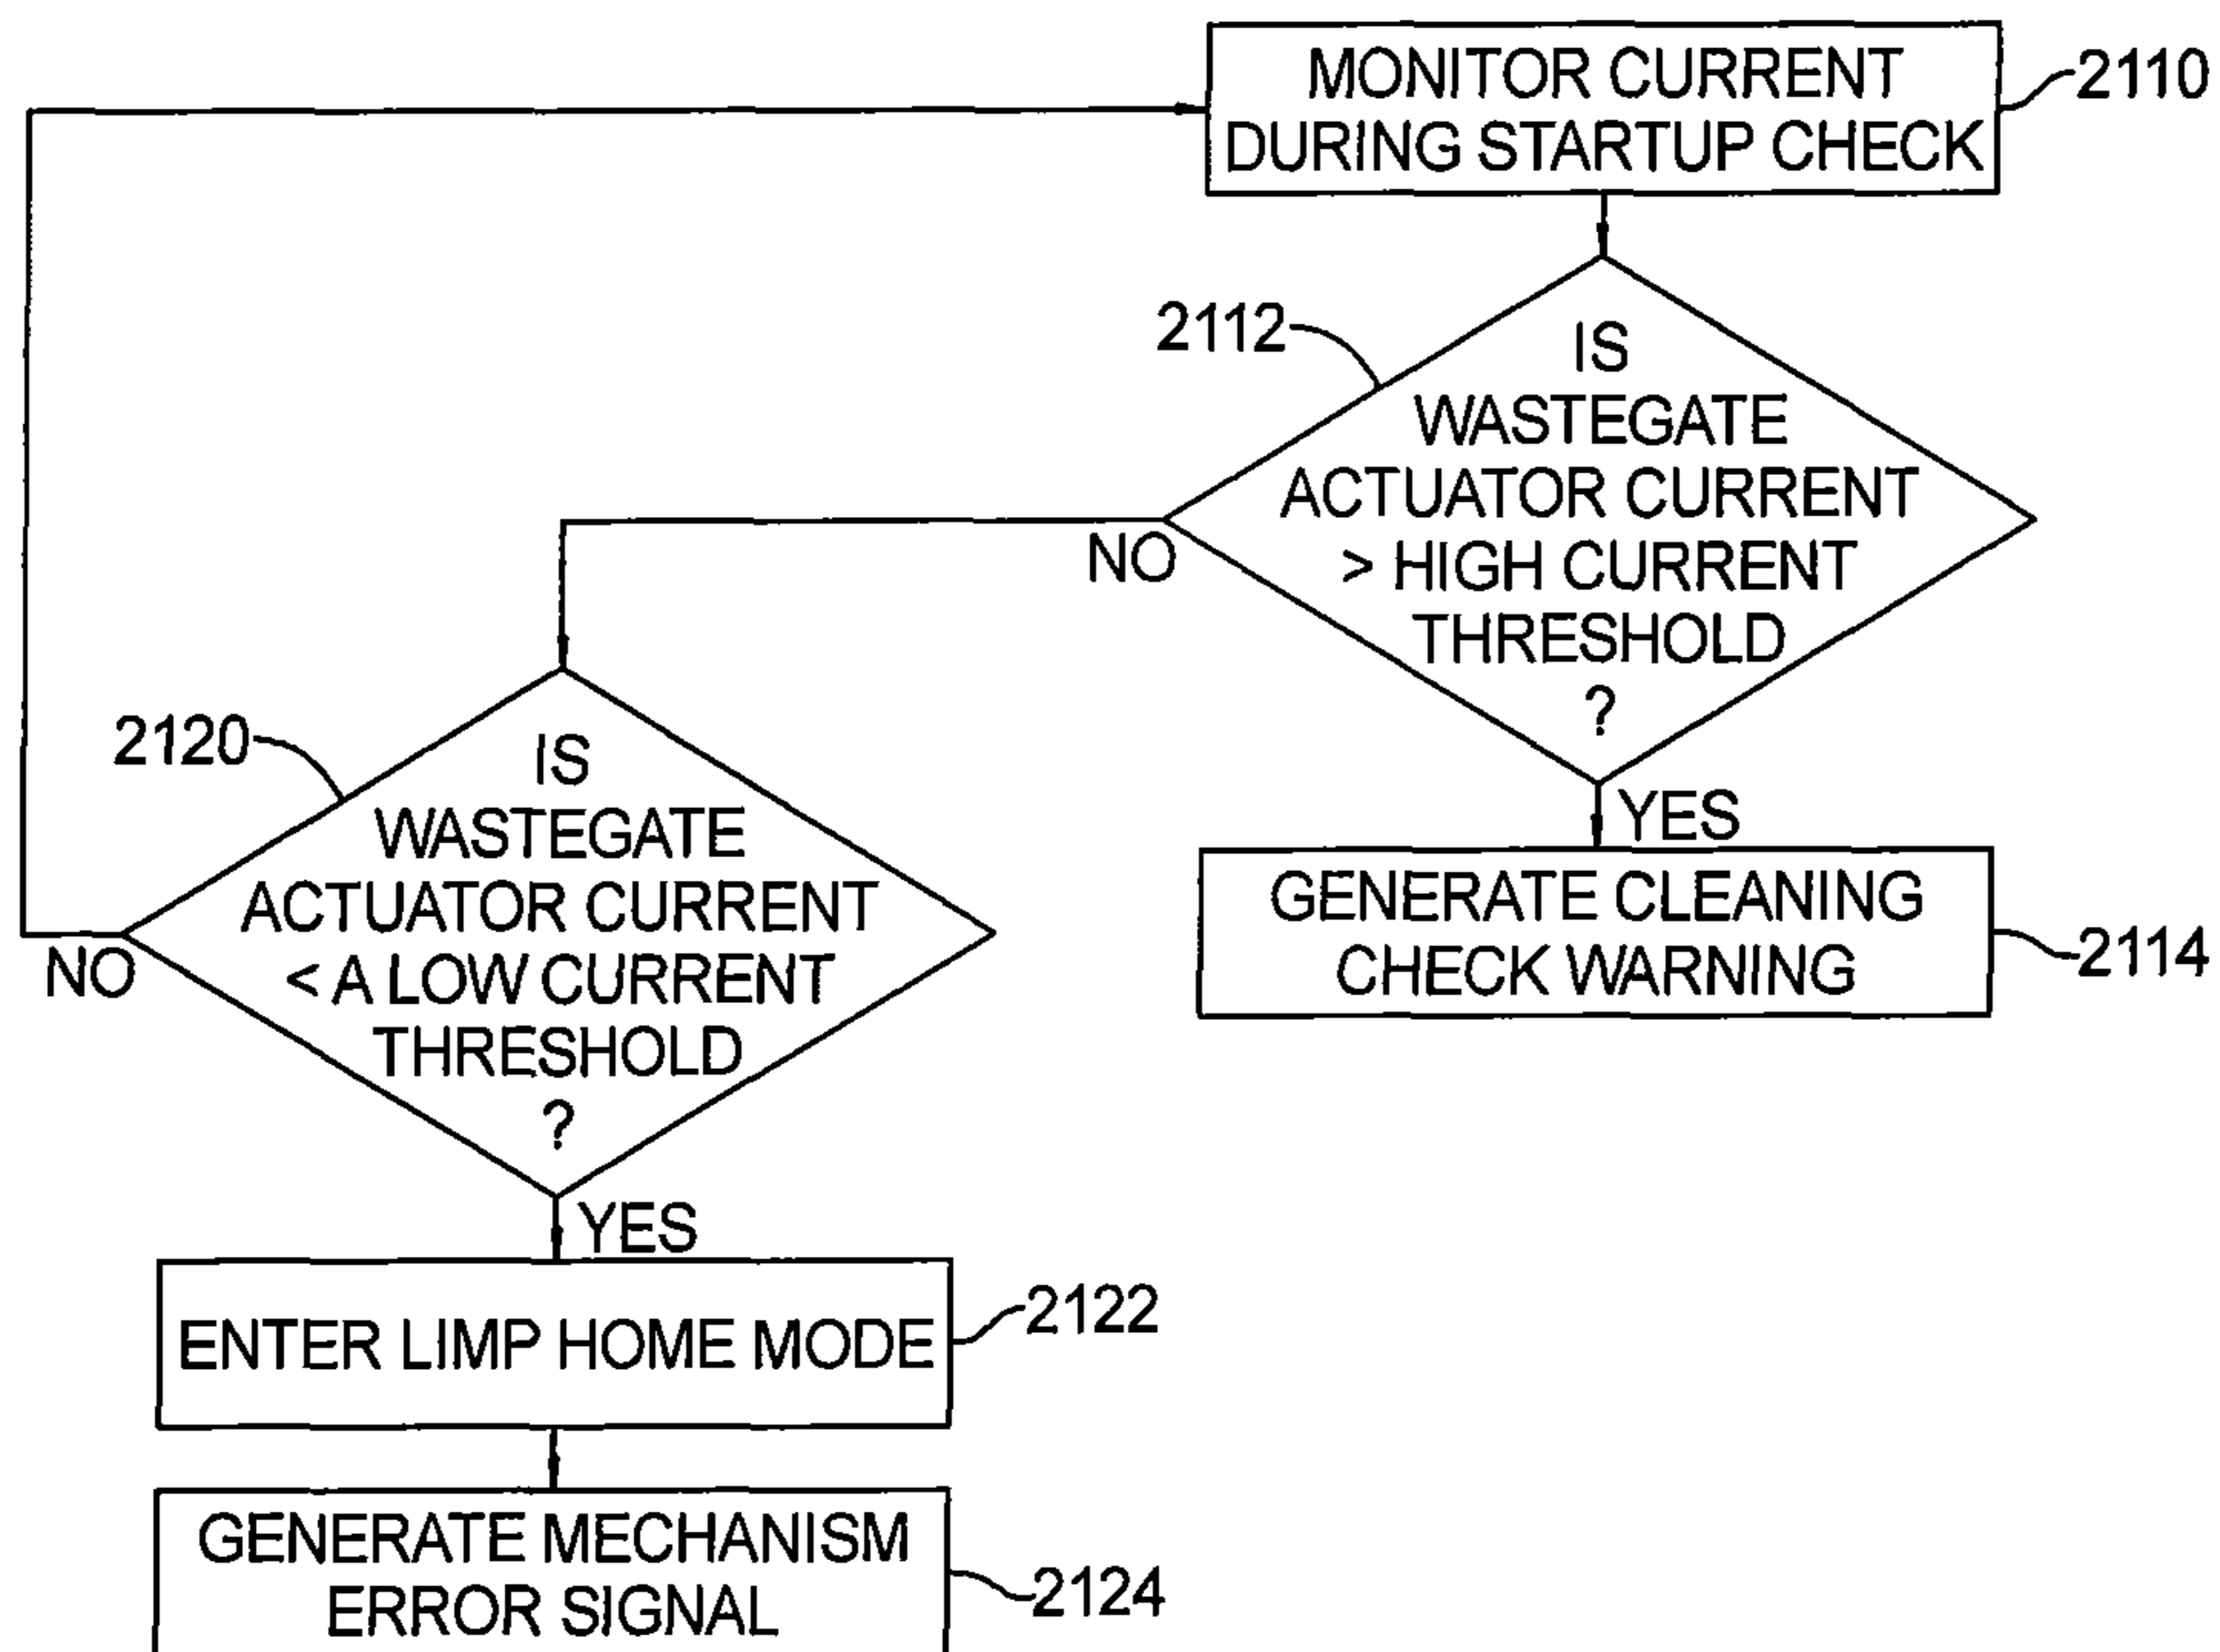 MONITOR CURRENT
DURING STARTUP CHECK
2110
2112
IS
WASTEGATE
ACTUATOR CURRENT
> HIGH CURRENT
THRESHOLD
?
NO
YES
GENERATE CLEANING
CHECK WARNING
2114
2120
IS
WASTEGATE
ACTUATOR CURRENT
< A LOW CURRENT
THRESHOLD
?
NO
YES
ENTER LIMP HOME MODE
2122
GENERATE MECHANISM
ERROR SIGNAL
2124